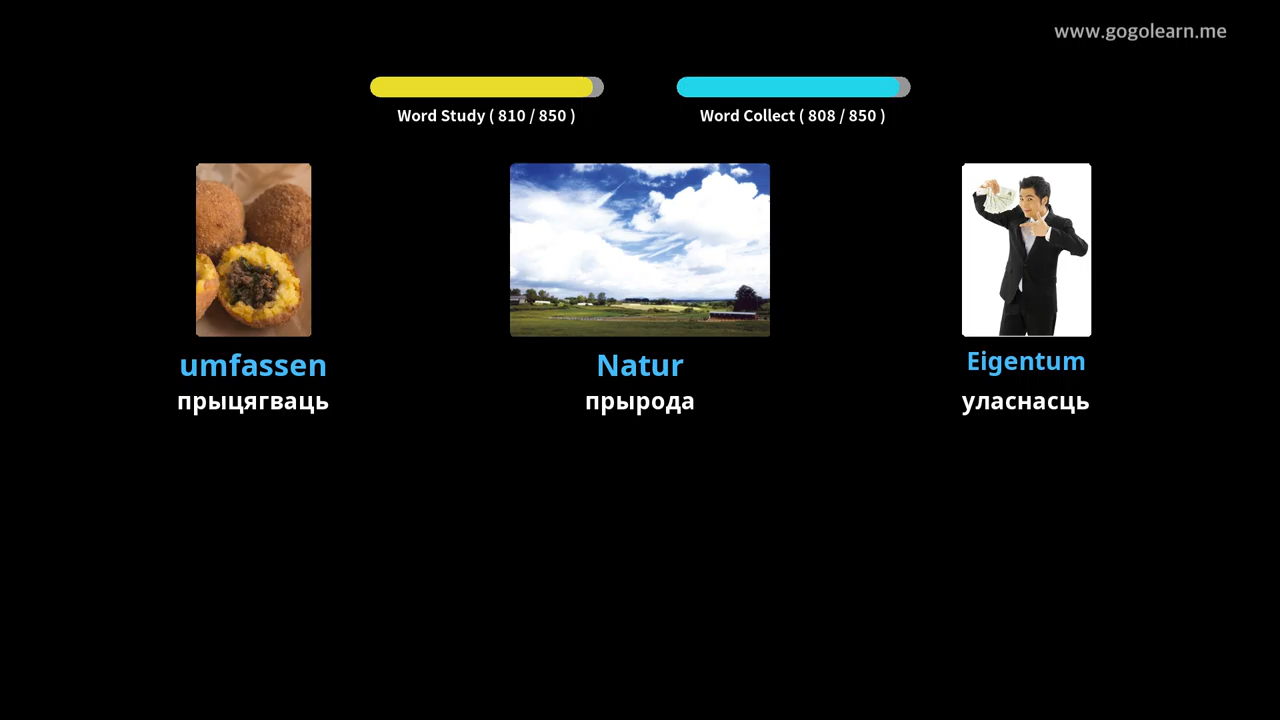 www.gogolearn.me
Word Study ( 810 / 850 )
Word Collect ( 808 / 850 )
umfassen
прыцягваць
Natur
прырода
Eigentum
уласнасць